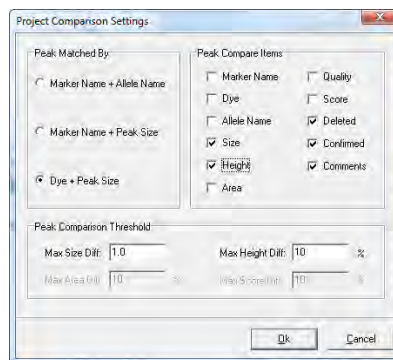 Project Comparison Settings
Peak Matched By:
Marker Name + Allele Name
Marker Name + Peak Size
Dye + Peak Size
Peak Compare Items
Marker Name
Quality
Dye
Score
Allele Name
Deleted
Size
Confirmed
Height
Comments
Area
Peak Comparison Threshold
Max Size Diff: 1.0
Max Height Diff: 10 %
Max Area Diff: 10 %
Max Score Diff: 10 %
Ok
Cancel